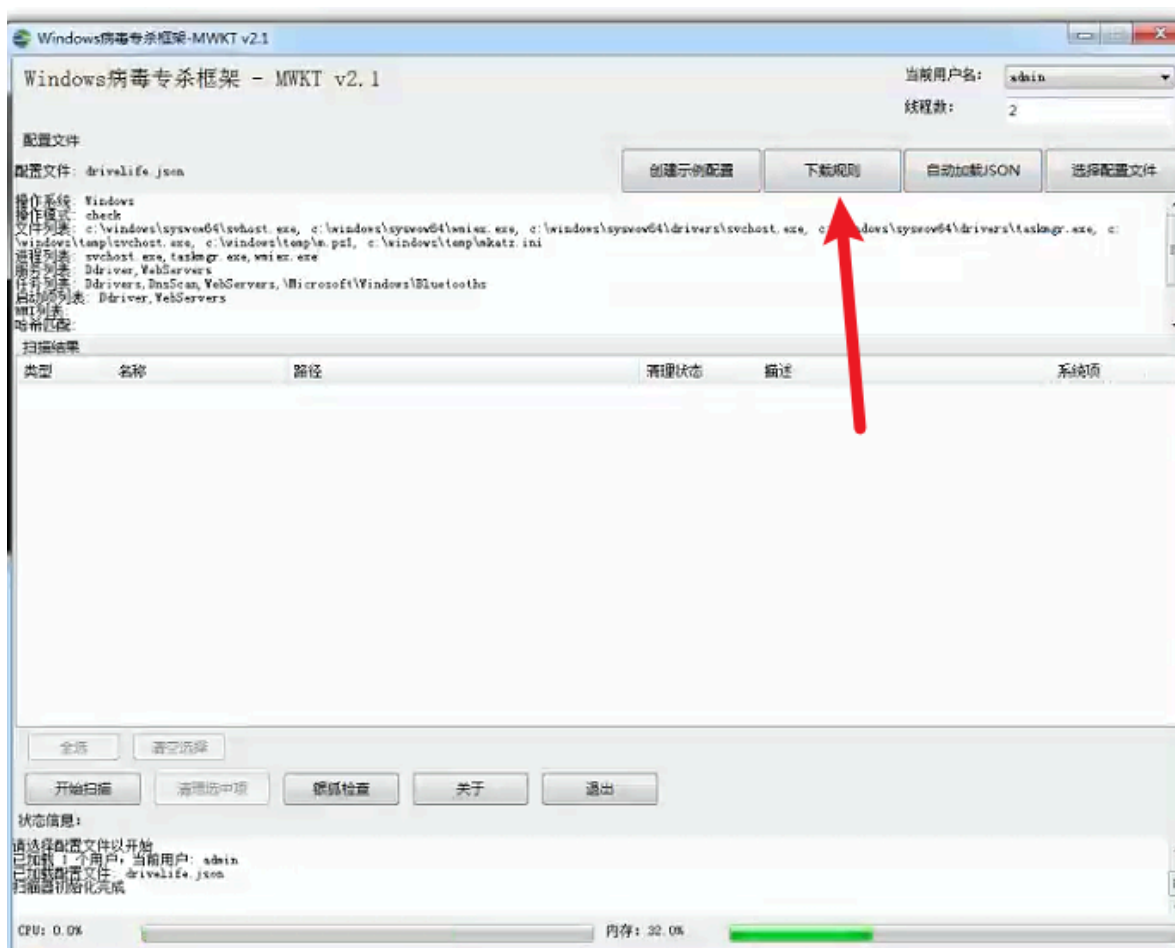 Windows病毒专杀框架-MWKT v2.1
Windows病毒专杀框架 - MWKT v2.1
当前用户名: admin
线程数: 2
配置文件
配置文件: drivelife.json
创建示例配置 下载规则 自动加载JSON 选择配置文件
操作系统: Windows
操作模式: check
文件列表: c:\windows\syswow64\svhost.exe, c:\windows\syswow64\wmiex.exe, c:\windows\syswow64\drivers\svchost.exe, c:\windows\syswow64\drivers\taskmgr.exe, c:
\windows\temp\svchost.exe, c:\windows\temp\m.ps1, c:\windows\temp\mkatz.ini
进程列表: svchost.exe,taskmgr.exe,wmiex.exe
服务列表: Ddriver,WebServers
任务列表: Ddrivers,DnsScan,WebServers,\Microsoft\Windows\Bluetooths
启动项列表: Ddriver,WebServers
WMI列表:
哈希匹配:
扫描结果
类型 名称 路径 清理状态 描述 系统项
全选 清空选择
开始扫描 清理选中项 银狐检查 关于 退出
状态信息:
请选择配置文件以开始
已加载 1 个用户，当前用户: admin
已加载配置文件: drivelife.json
扫描器初始化完成
CPU: 0.0% 内存: 32.0%